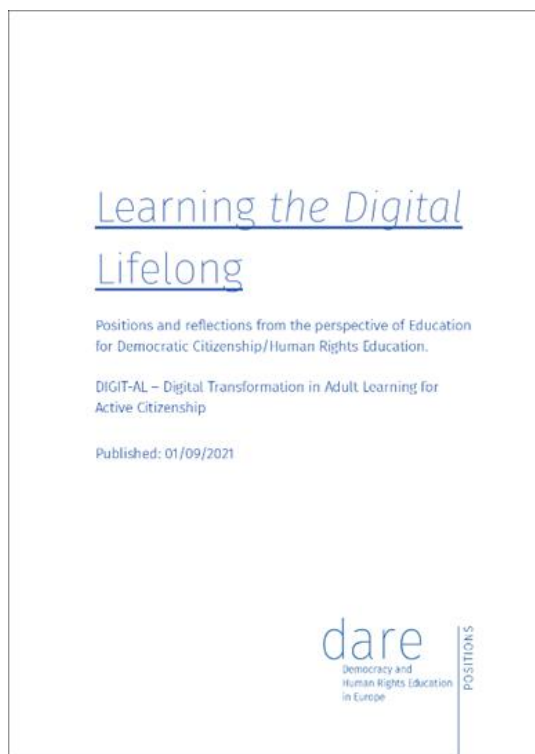 Learning the Digital
Lifelong
Positions and reflections from the perspective of Education
for Democratic Citizenship/Human Rights Education.
DIGIT-AL – Digital Transformation in Adult Learning for
Active Citizenship
Published: 01/09/2021
dare
Democracy and
Human Rights Education
in Europe
POSITIONS